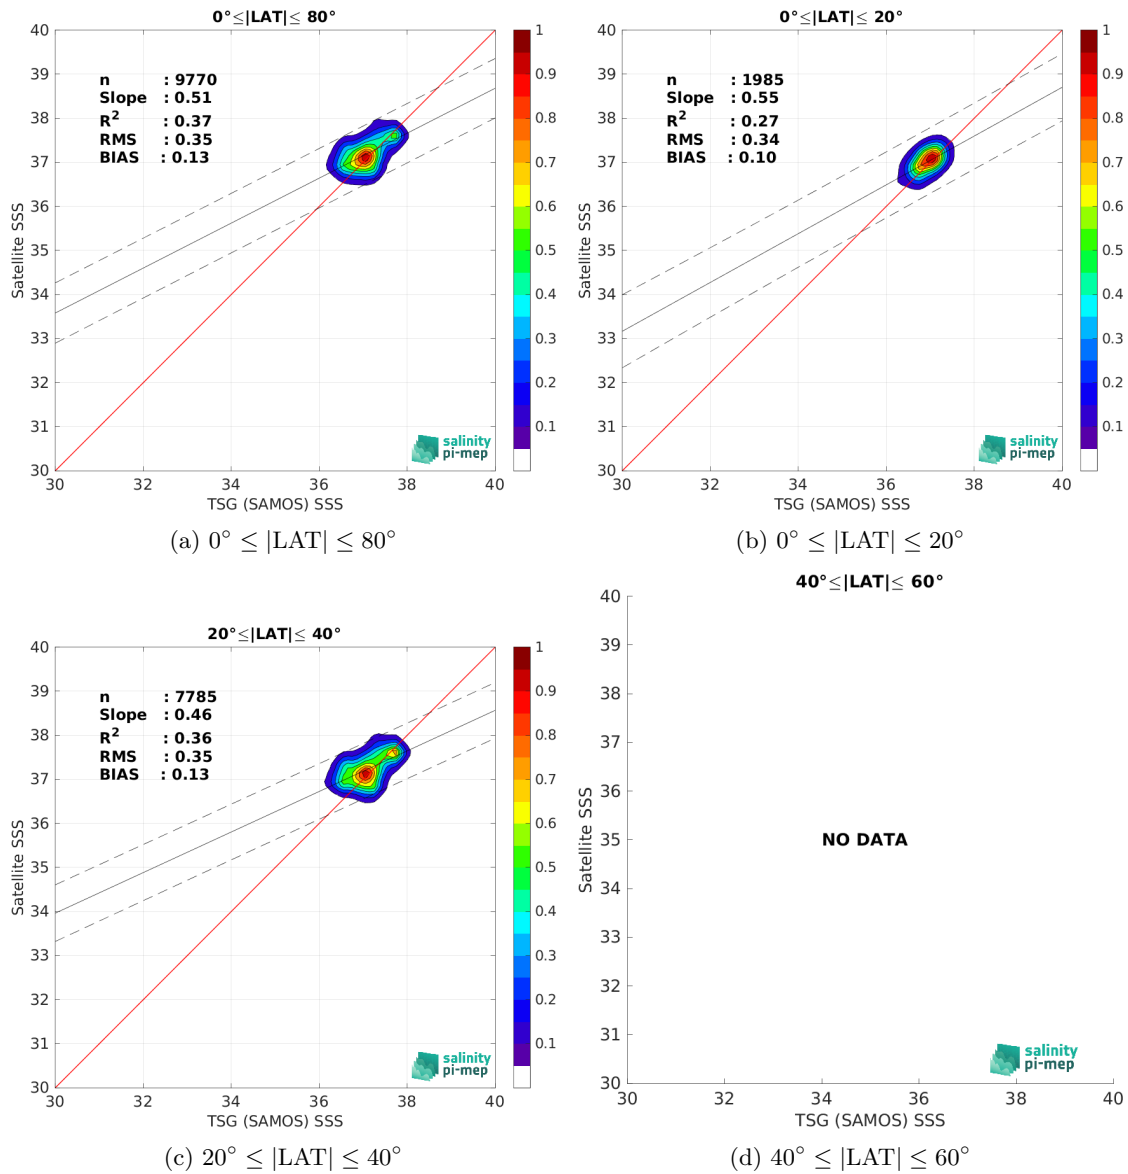 0°≤|LAT|≤ 80°
40
39
38
37
36
35
34
33
32
31
30
Satellite SSS
n : 9770
Slope : 0.51
R² : 0.37
RMS : 0.35
BIAS : 0.13
salinity
pi-mep
30 32 34 36 38 40
TSG (SAMOS) SSS
1
0.9
0.8
0.7
0.6
0.5
0.4
0.3
0.2
0.1
(a) 0° ≤ |LAT| ≤ 80°
0°≤|LAT|≤ 20°
40
39
38
37
36
35
34
33
32
31
30
Satellite SSS
n : 1985
Slope : 0.55
R² : 0.27
RMS : 0.34
BIAS : 0.10
salinity
pi-mep
30 32 34 36 38 40
TSG (SAMOS) SSS
1
0.9
0.8
0.7
0.6
0.5
0.4
0.3
0.2
0.1
(b) 0° ≤ |LAT| ≤ 20°
20°≤|LAT|≤ 40°
40
39
38
37
36
35
34
33
32
31
30
Satellite SSS
n : 7785
Slope : 0.46
R² : 0.36
RMS : 0.35
BIAS : 0.13
salinity
pi-mep
30 32 34 36 38 40
TSG (SAMOS) SSS
1
0.9
0.8
0.7
0.6
0.5
0.4
0.3
0.2
0.1
(c) 20° ≤ |LAT| ≤ 40°
40°≤|LAT|≤ 60°
40
39
38
37
36
35
34
33
32
31
30
Satellite SSS
NO DATA
salinity
pi-mep
30 32 34 36 38 40
TSG (SAMOS) SSS
(d) 40° ≤ |LAT| ≤ 60°